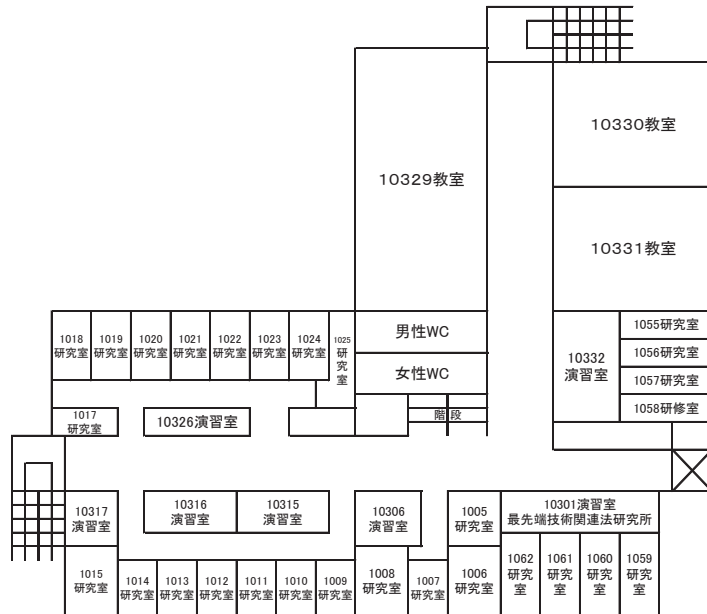 10330教室
10329教室
10331教室
1018
研究室
1019
研究室
1020
研究室
1021
研究室
1022
研究室
1023
研究室
1024
研究室
1025
研
究
室
男性WC
女性WC
10332
演習室
1055研究室
1056研究室
1057研究室
1058研修室
1017
研究室
10326演習室
階段
10317
演習室
10316
演習室
10315
演習室
10306
演習室
1005
研究室
10301演習室
最先端技術関連法研究所
1015
研究室
1014
研究室
1013
研究室
1012
研究室
1011
研究室
1010
研究室
1009
研究室
1008
研究室
1007
研究室
1006
研究室
1062
研究
室
1061
研究
室
1060
研究
室
1059
研究
室